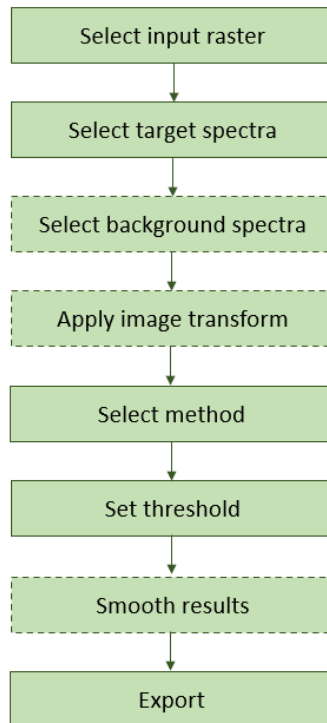 Select input raster
Select target spectra
Select background spectra
Apply image transform
Select method
Set threshold
Smooth results
Export